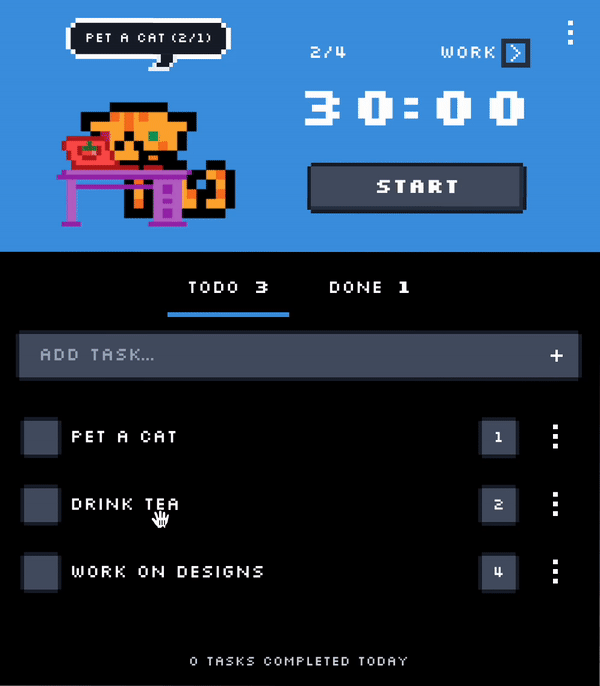 PET A CAT (2/1)
2/4 WORK
30:00
START
TODO 3 DONE 1
ADD TASK...
PET A CAT 1
DRINK TEA 2
WORK ON DESIGNS 4
0 TASKS COMPLETED TODAY